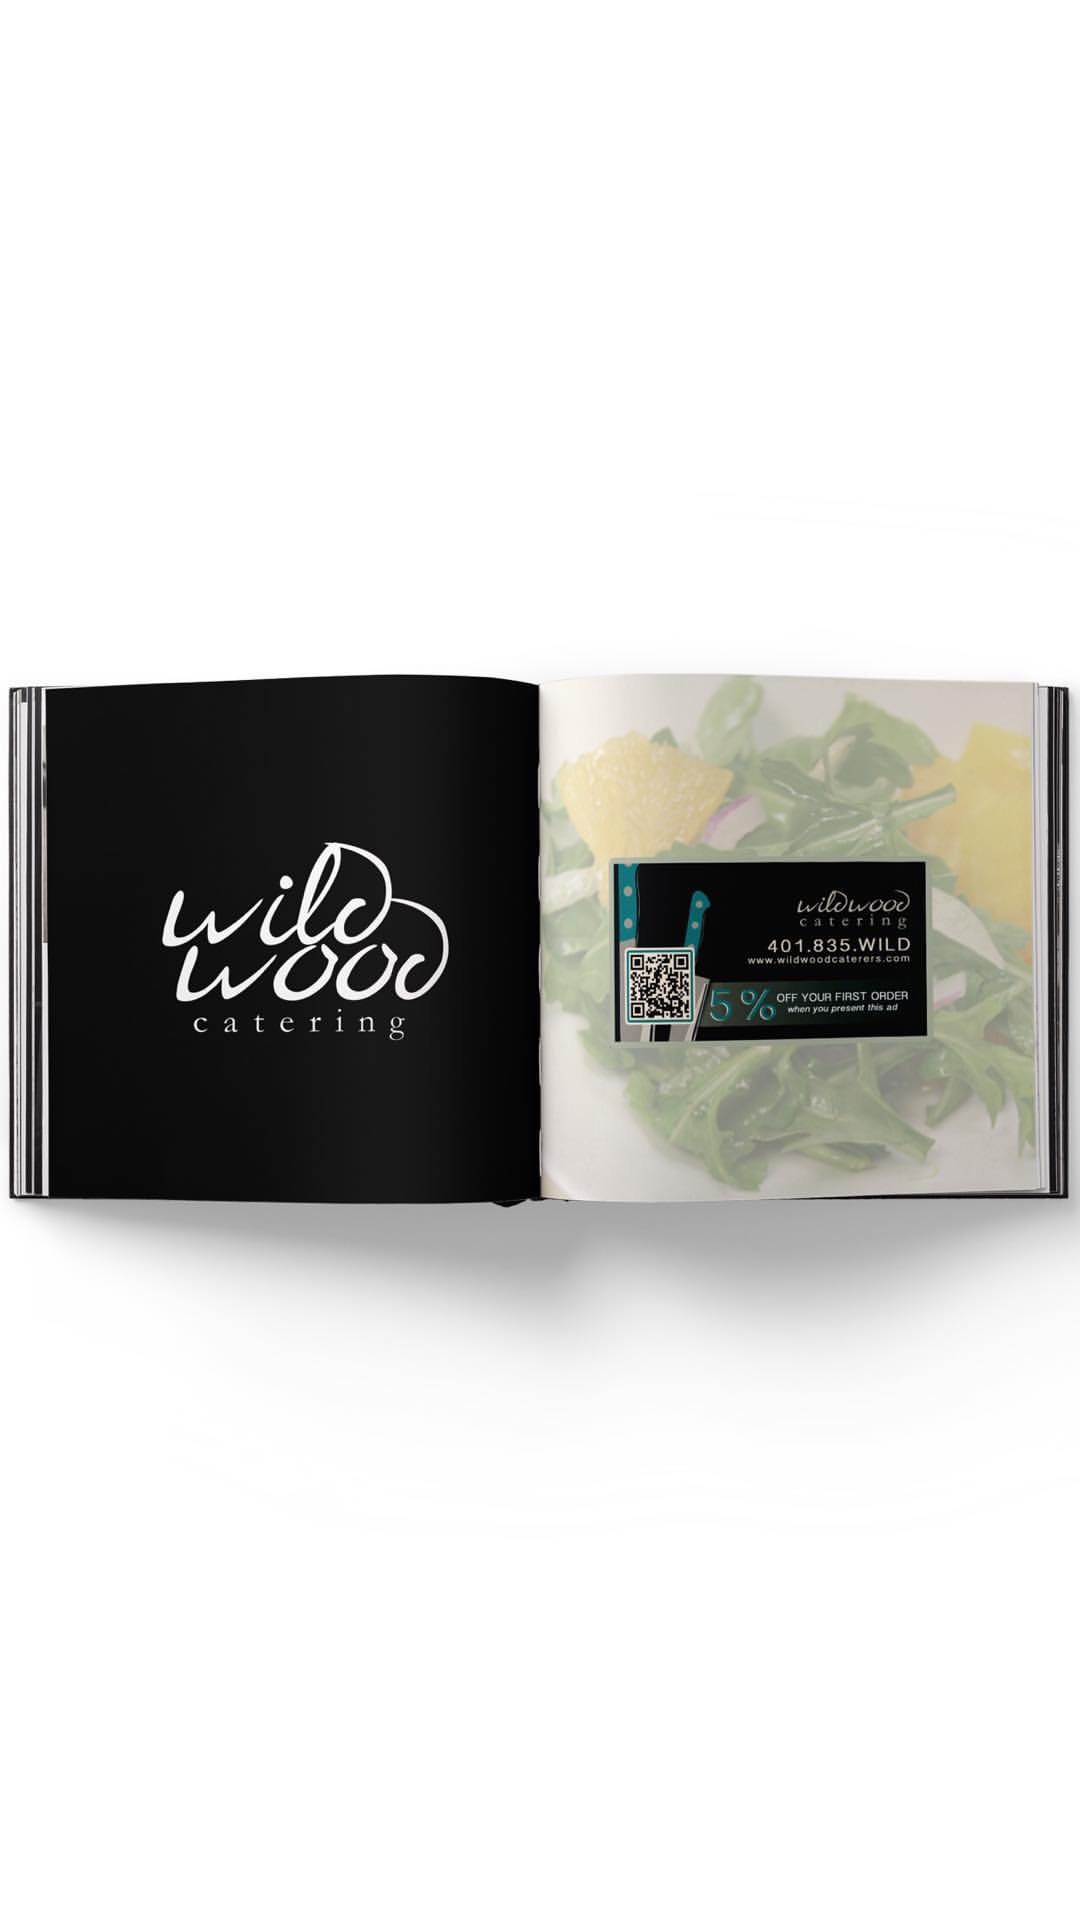 wild
wood
catering
wildwood
catering
401.835.WILD
www.wildwoodcaterers.com
5 % OFF YOUR FIRST ORDER
when you present this ad